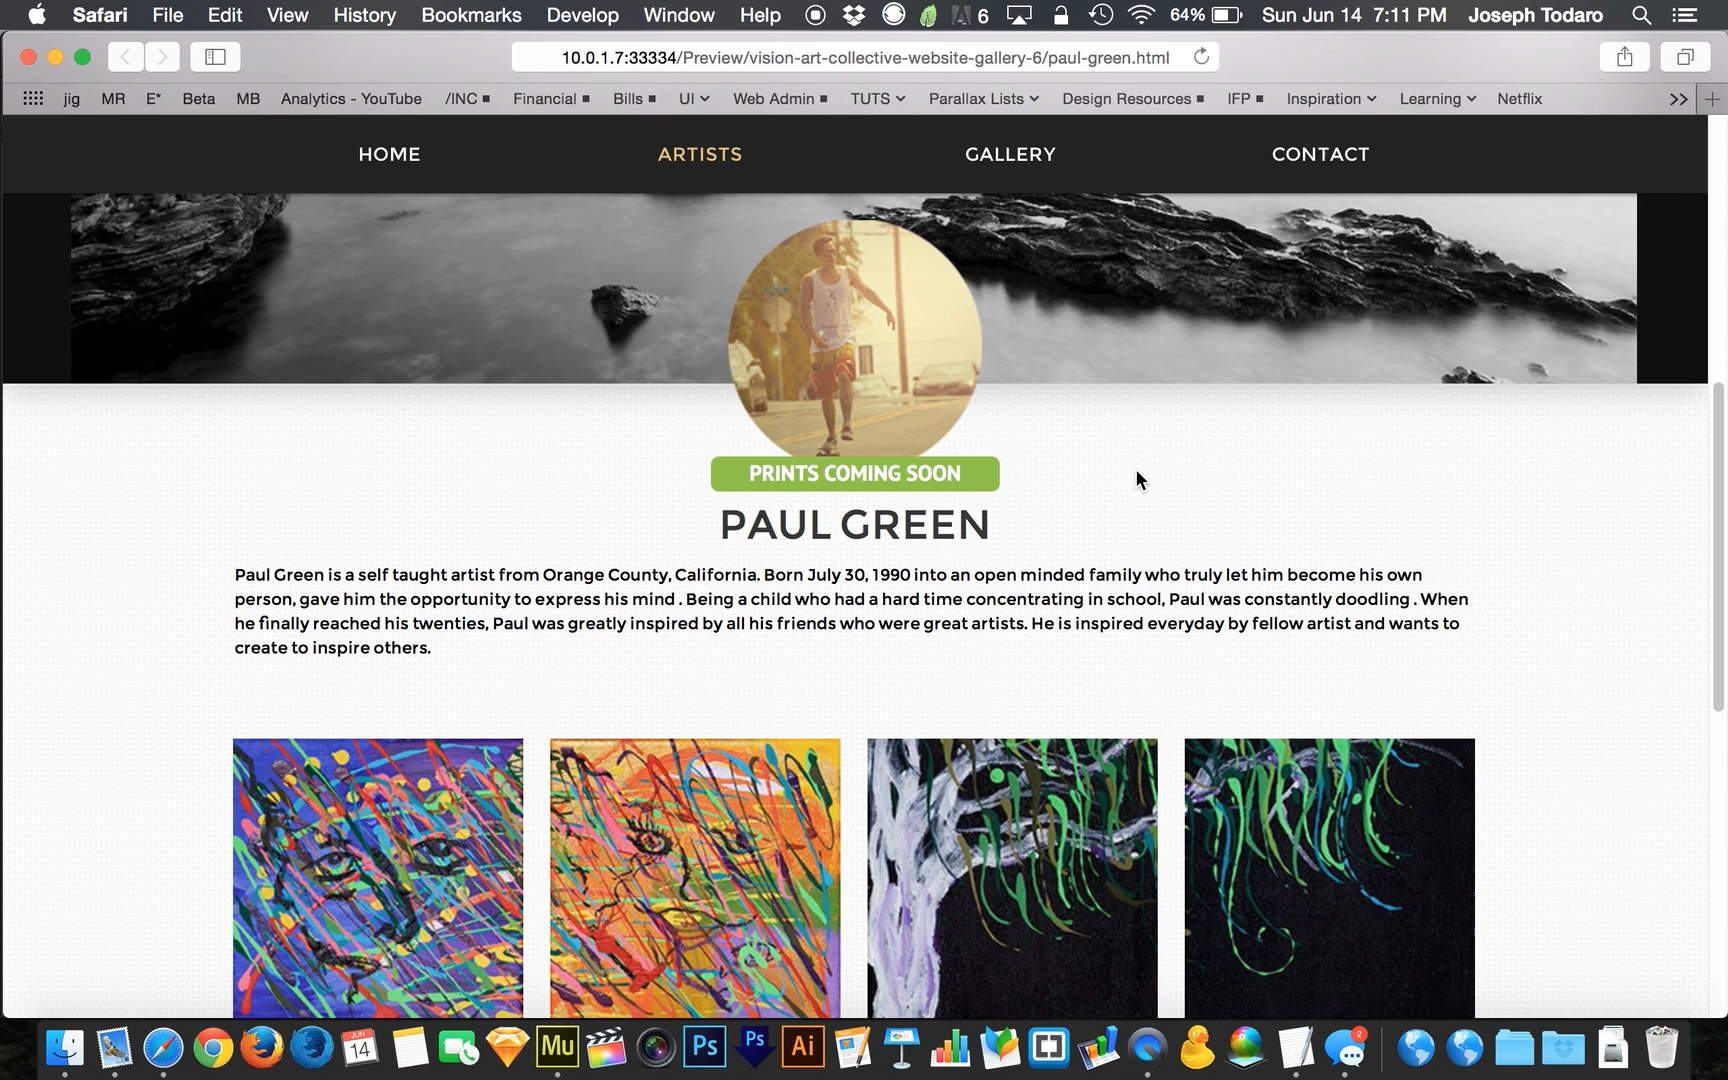 Safari File Edit View History Bookmarks Develop Window Help 6 64% Sun Jun 14 7:11 PM Joseph Todaro
10.0.1.7:33334/Preview/vision-art-collective-website-gallery-6/paul-green.html
jig MR E* Beta MB Analytics - YouTube /INC Financial Bills UI Web Admin TUTS Parallax Lists Design Resources IFP Inspiration Learning Netflix
HOME ARTISTS GALLERY CONTACT
PRINTS COMING SOON
PAUL GREEN
Paul Green is a self taught artist from Orange County, California. Born July 30, 1990 into an open minded family who truly let him become his own
person, gave him the opportunity to express his mind . Being a child who had a hard time concentrating in school, Paul was constantly doodling . When
he finally reached his twenties, Paul was greatly inspired by all his friends who were great artists. He is inspired everyday by fellow artist and wants to
create to inspire others.
JUN
14
Mu
Ps
Ps
Ai
2